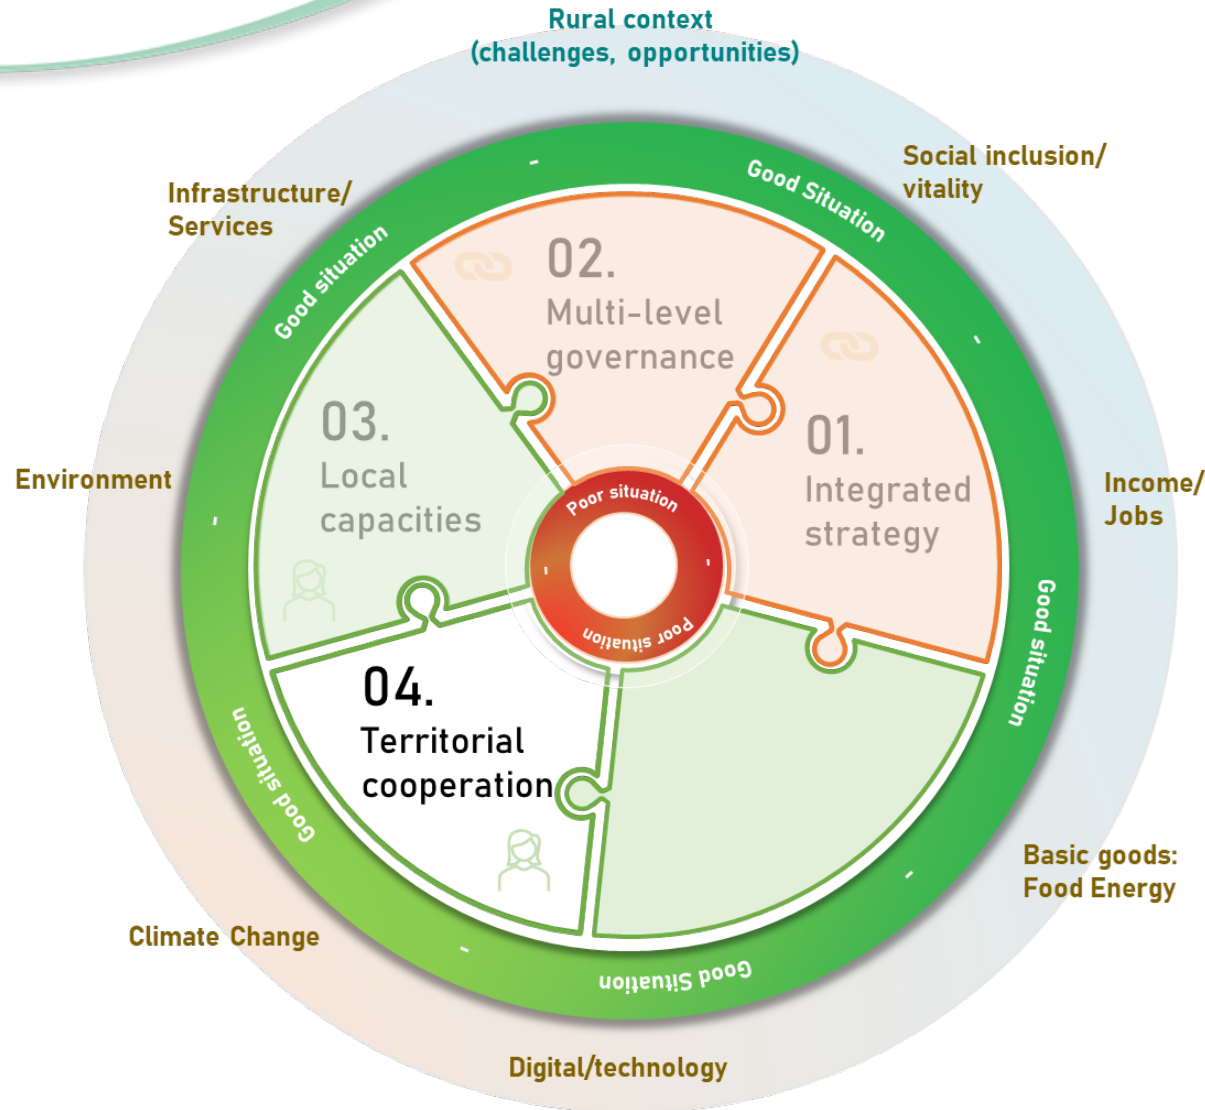 Rural context
(challenges, opportunities)
Social inclusion/
vitality
Infrastructure/
Services
Good Situation
Good situation
02.
Multi-level
governance
03.
Local
capacities
01.
Integrated
strategy
Environment
Income/
Jobs
Poor situation
Poor situation
Good situation
04.
Territorial
cooperation
Good situation
Basic goods:
Food Energy
Climate Change
Good Situation
Digital/technology